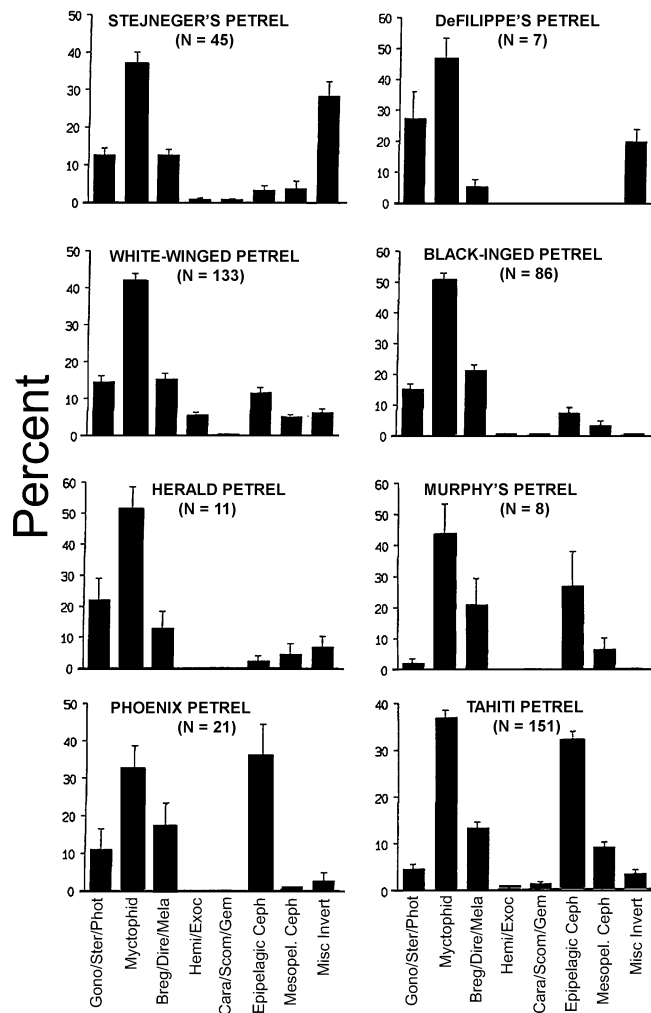 STEJNEGER'S PETREL
(N = 45)
50
40
30
20
10
0
DeFILIPPE'S PETREL
(N = 7)
60
50
40
30
20
10
0
WHITE-WINGED PETREL
(N = 133)
50
40
30
20
10
0
BLACK-INGED PETREL
(N = 86)
60
50
40
30
20
10
0
Percent
HERALD PETREL
(N = 11)
60
50
40
30
20
10
0
MURPHY'S PETREL
(N = 8)
60
50
40
30
20
10
0
PHOENIX PETREL
(N = 21)
50
40
30
20
10
0
TAHITI PETREL
(N = 151)
40
30
20
10
0
Gono/Ster/Phot
Myctophid
Breg/Dire/Mela
Hemi/Exoc
Cara/Scom/Gem
Epipelagic Ceph
Mesopel. Ceph
Misc Invert
Gono/Ster/Phot
Myctophid
Breg/Dire/Mela
Hemi/Exoc
Cara/Scom/Gem
Epipelagic Ceph
Mesopel. Ceph
Misc Invert